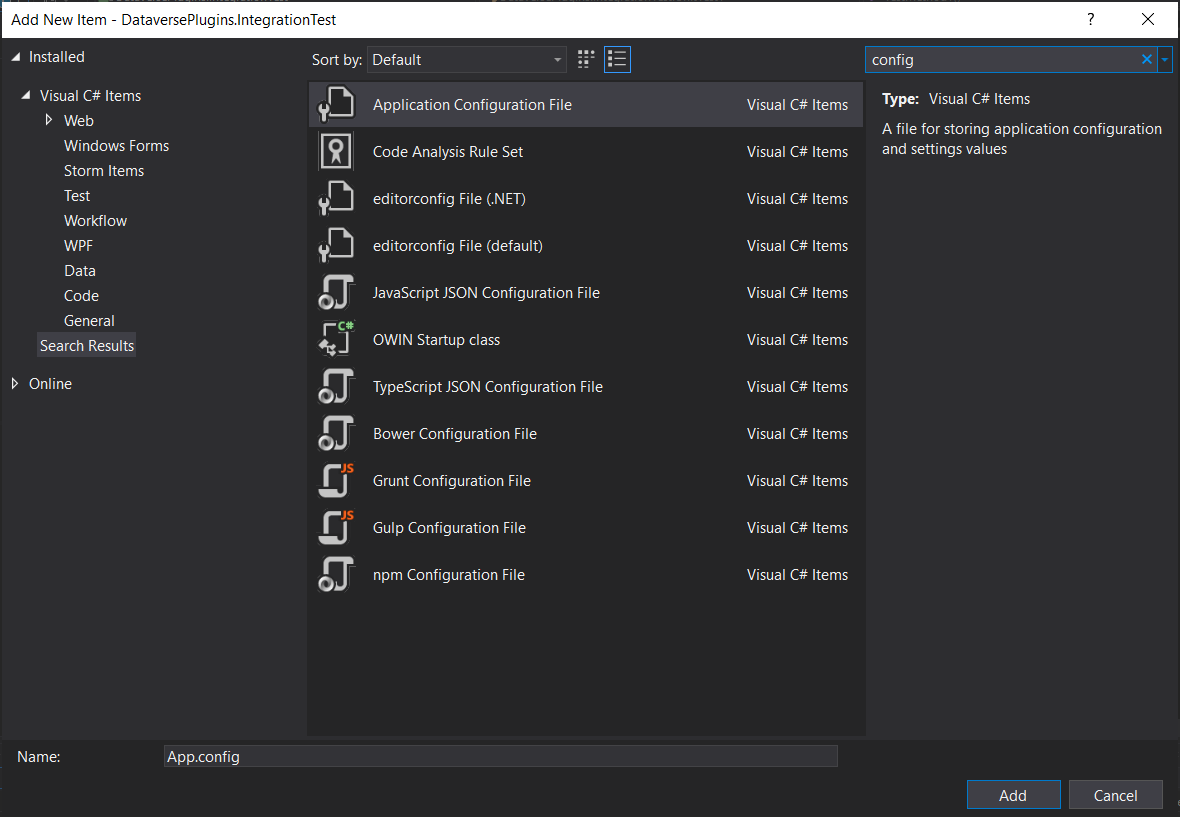 Add New Item - DataversePlugins.IntegrationTest
?
Installed
Visual C# Items
Web
Windows Forms
Storm Items
Test
Workflow
WPF
Data
Code
General
Search Results
Online
Sort by: Default
Application Configuration File Visual C# Items
Code Analysis Rule Set Visual C# Items
editorconfig File (.NET) Visual C# Items
editorconfig File (default) Visual C# Items
JavaScript JSON Configuration File Visual C# Items
C#
OWIN Startup class Visual C# Items
TypeScript JSON Configuration File Visual C# Items
Bower Configuration File Visual C# Items
JS
Grunt Configuration File Visual C# Items
JS
Gulp Configuration File Visual C# Items
npm Configuration File Visual C# Items
config
Type: Visual C# Items
A file for storing application configuration
and settings values
Name: App.config
Add Cancel